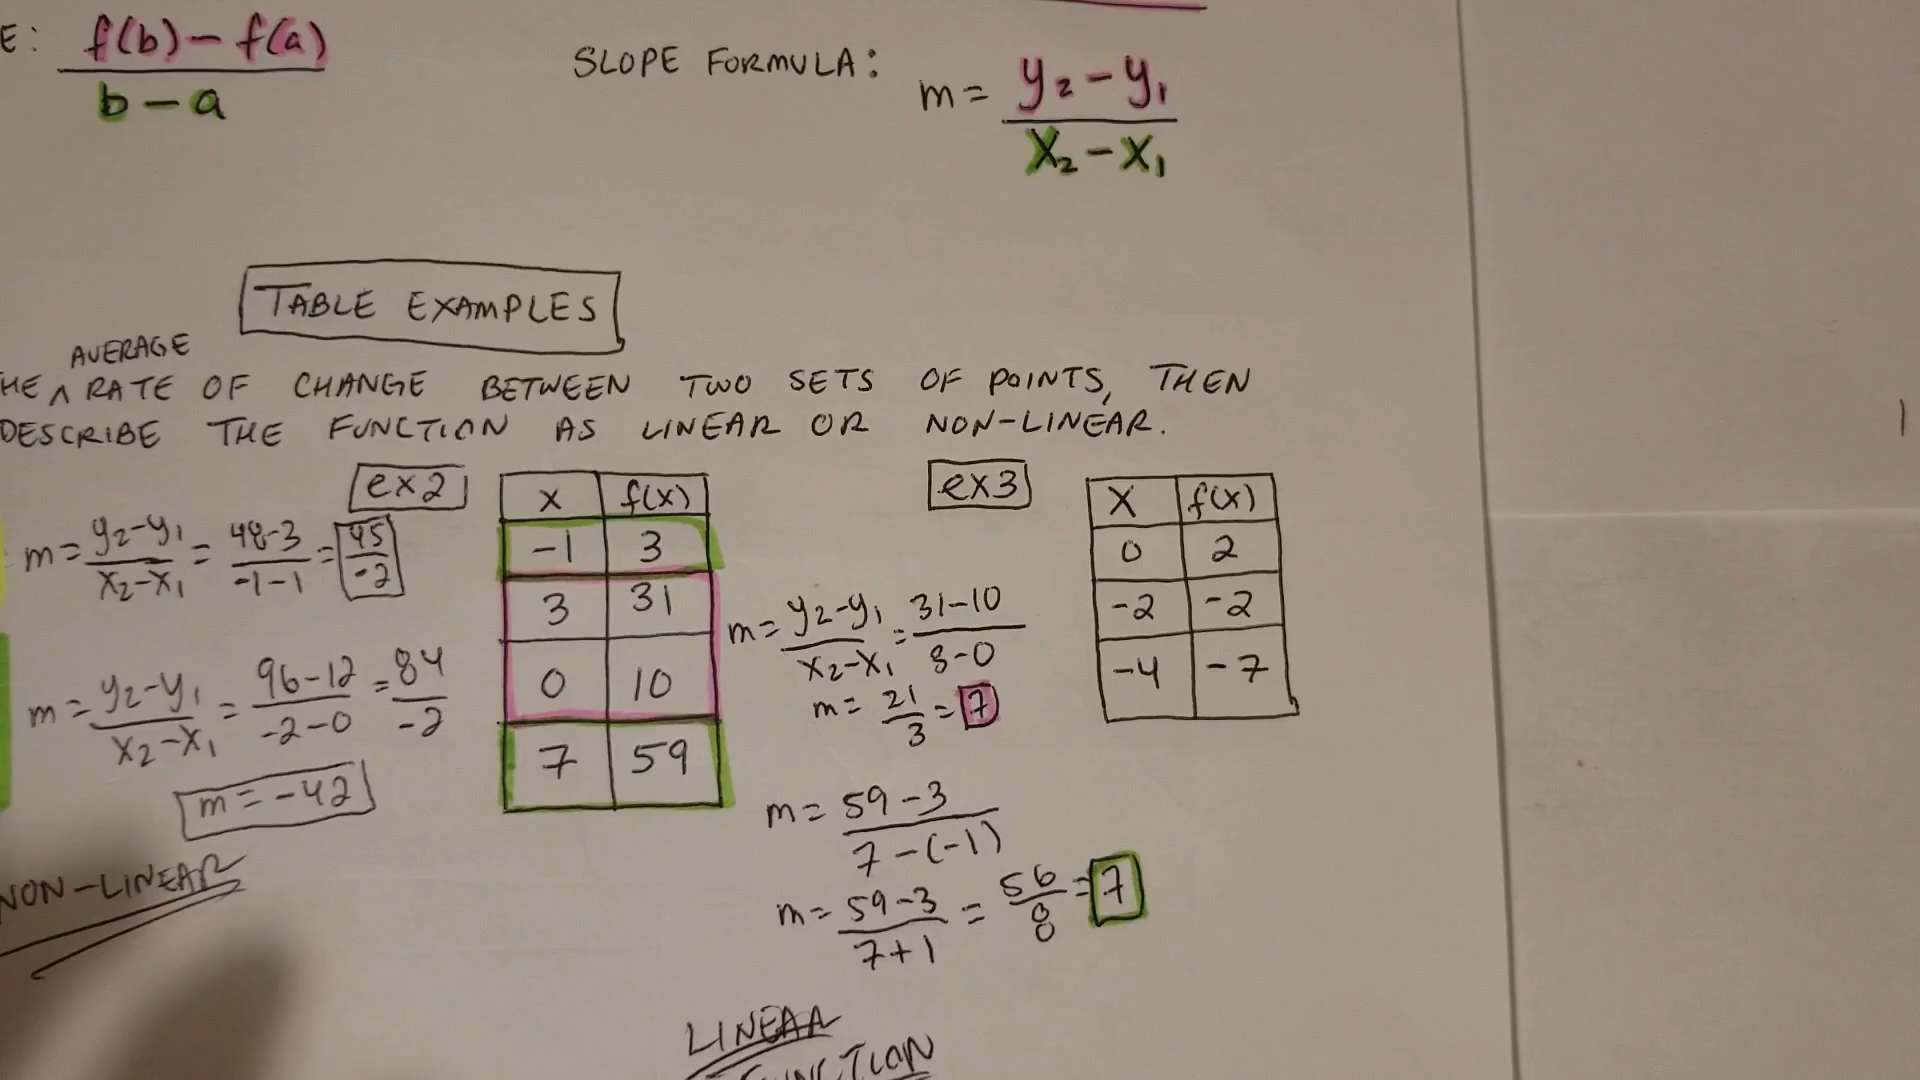 E: f(b)-f(a)
b-a
SLOPE FORMULA:
m= y₂-y₁
x₂-x₁
TABLE EXAMPLES
AVERAGE
HE ^ RATE OF CHANGE BETWEEN TWO SETS OF POINTS, THEN
DESCRIBE THE FUNCTION AS LINEAR OR NON-LINEAR.
m= y₂-y₁ / x₂-x₁ = 48-3 / -1-1 = 45 / -2
m= y₂-y₁ / x₂-x₁ = 96-12 / -2-0 = 84 / -2
m=-42
NON-LINEAR
ex2
x f(x)
-1 3
3 31
0 10
7 59
m= y₂-y₁ / x₂-x₁ = 31-10 / 3-0
m= 21 / 3 = 7
m= 59-3 / 7-(-1)
m= 59-3 / 7+1 = 56 / 8 = 7
LINEAR
FUNCTION
ex3
X f(x)
0 2
-2 -2
-4 -7